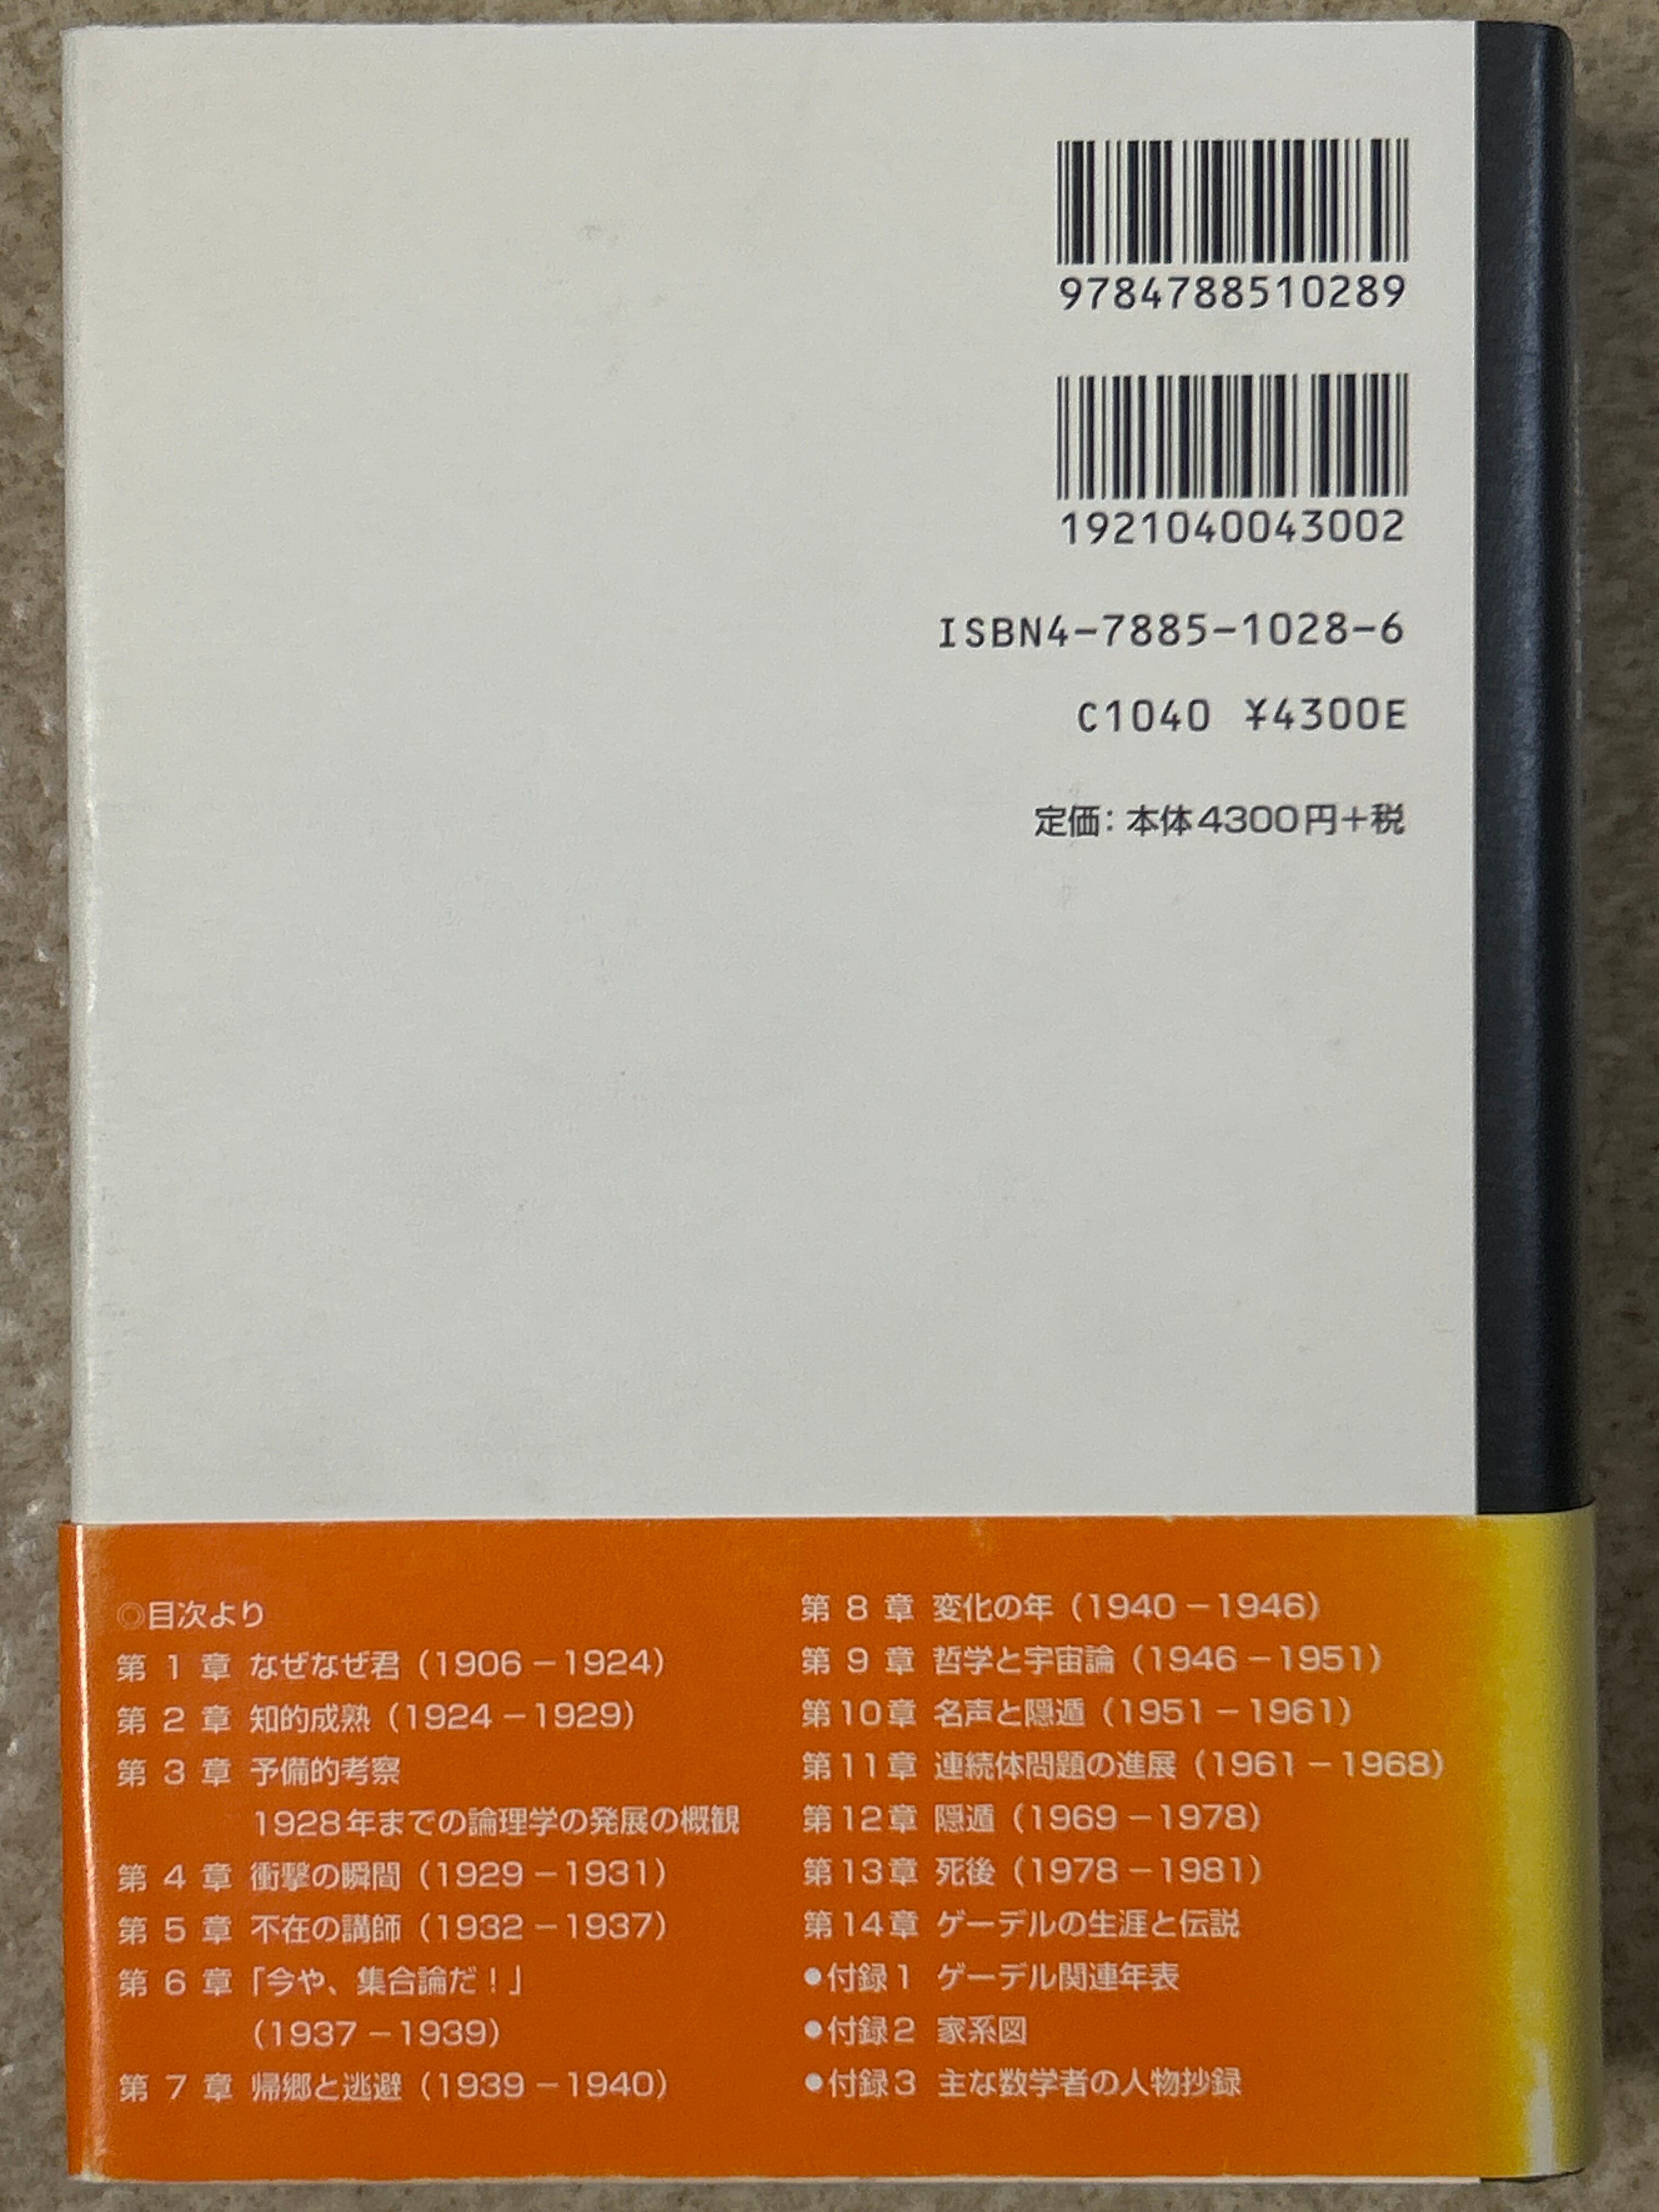 9784788510289
1921040043002
ISBN4-7885-1028-6
C1040 ¥4300E
定価：本体4300円＋税
◎目次より
第 1 章 なぜなぜ君（1906－1924）
第 2 章 知的成熟（1924－1929）
第 3 章 予備的考察
1928年までの論理学の発展の概観
第 4 章 衝撃の瞬間（1929－1931）
第 5 章 不在の講師（1932－1937）
第 6 章 「今や、集合論だ！」
（1937－1939）
第 7 章 帰郷と逃避（1939－1940）
第 8 章 変化の年（1940－1946）
第 9 章 哲学と宇宙論（1946－1951）
第10章 名声と隠遁（1951－1961）
第11章 連続体問題の進展（1961－1968）
第12章 隠遁（1969－1978）
第13章 死後（1978－1981）
第14章 ゲーデルの生涯と伝説
●付録1 ゲーデル関連年表
●付録2 家系図
●付録3 主な数学者の人物抄録